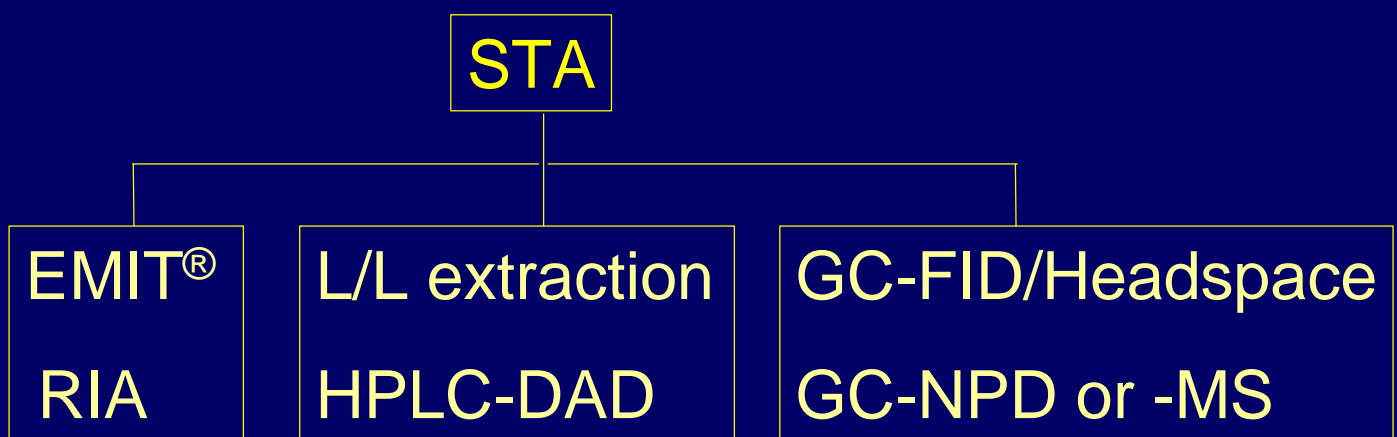 STA
EMIT®
RIA
L/L extraction
HPLC-DAD
GC-FID/Headspace
GC-NPD or -MS